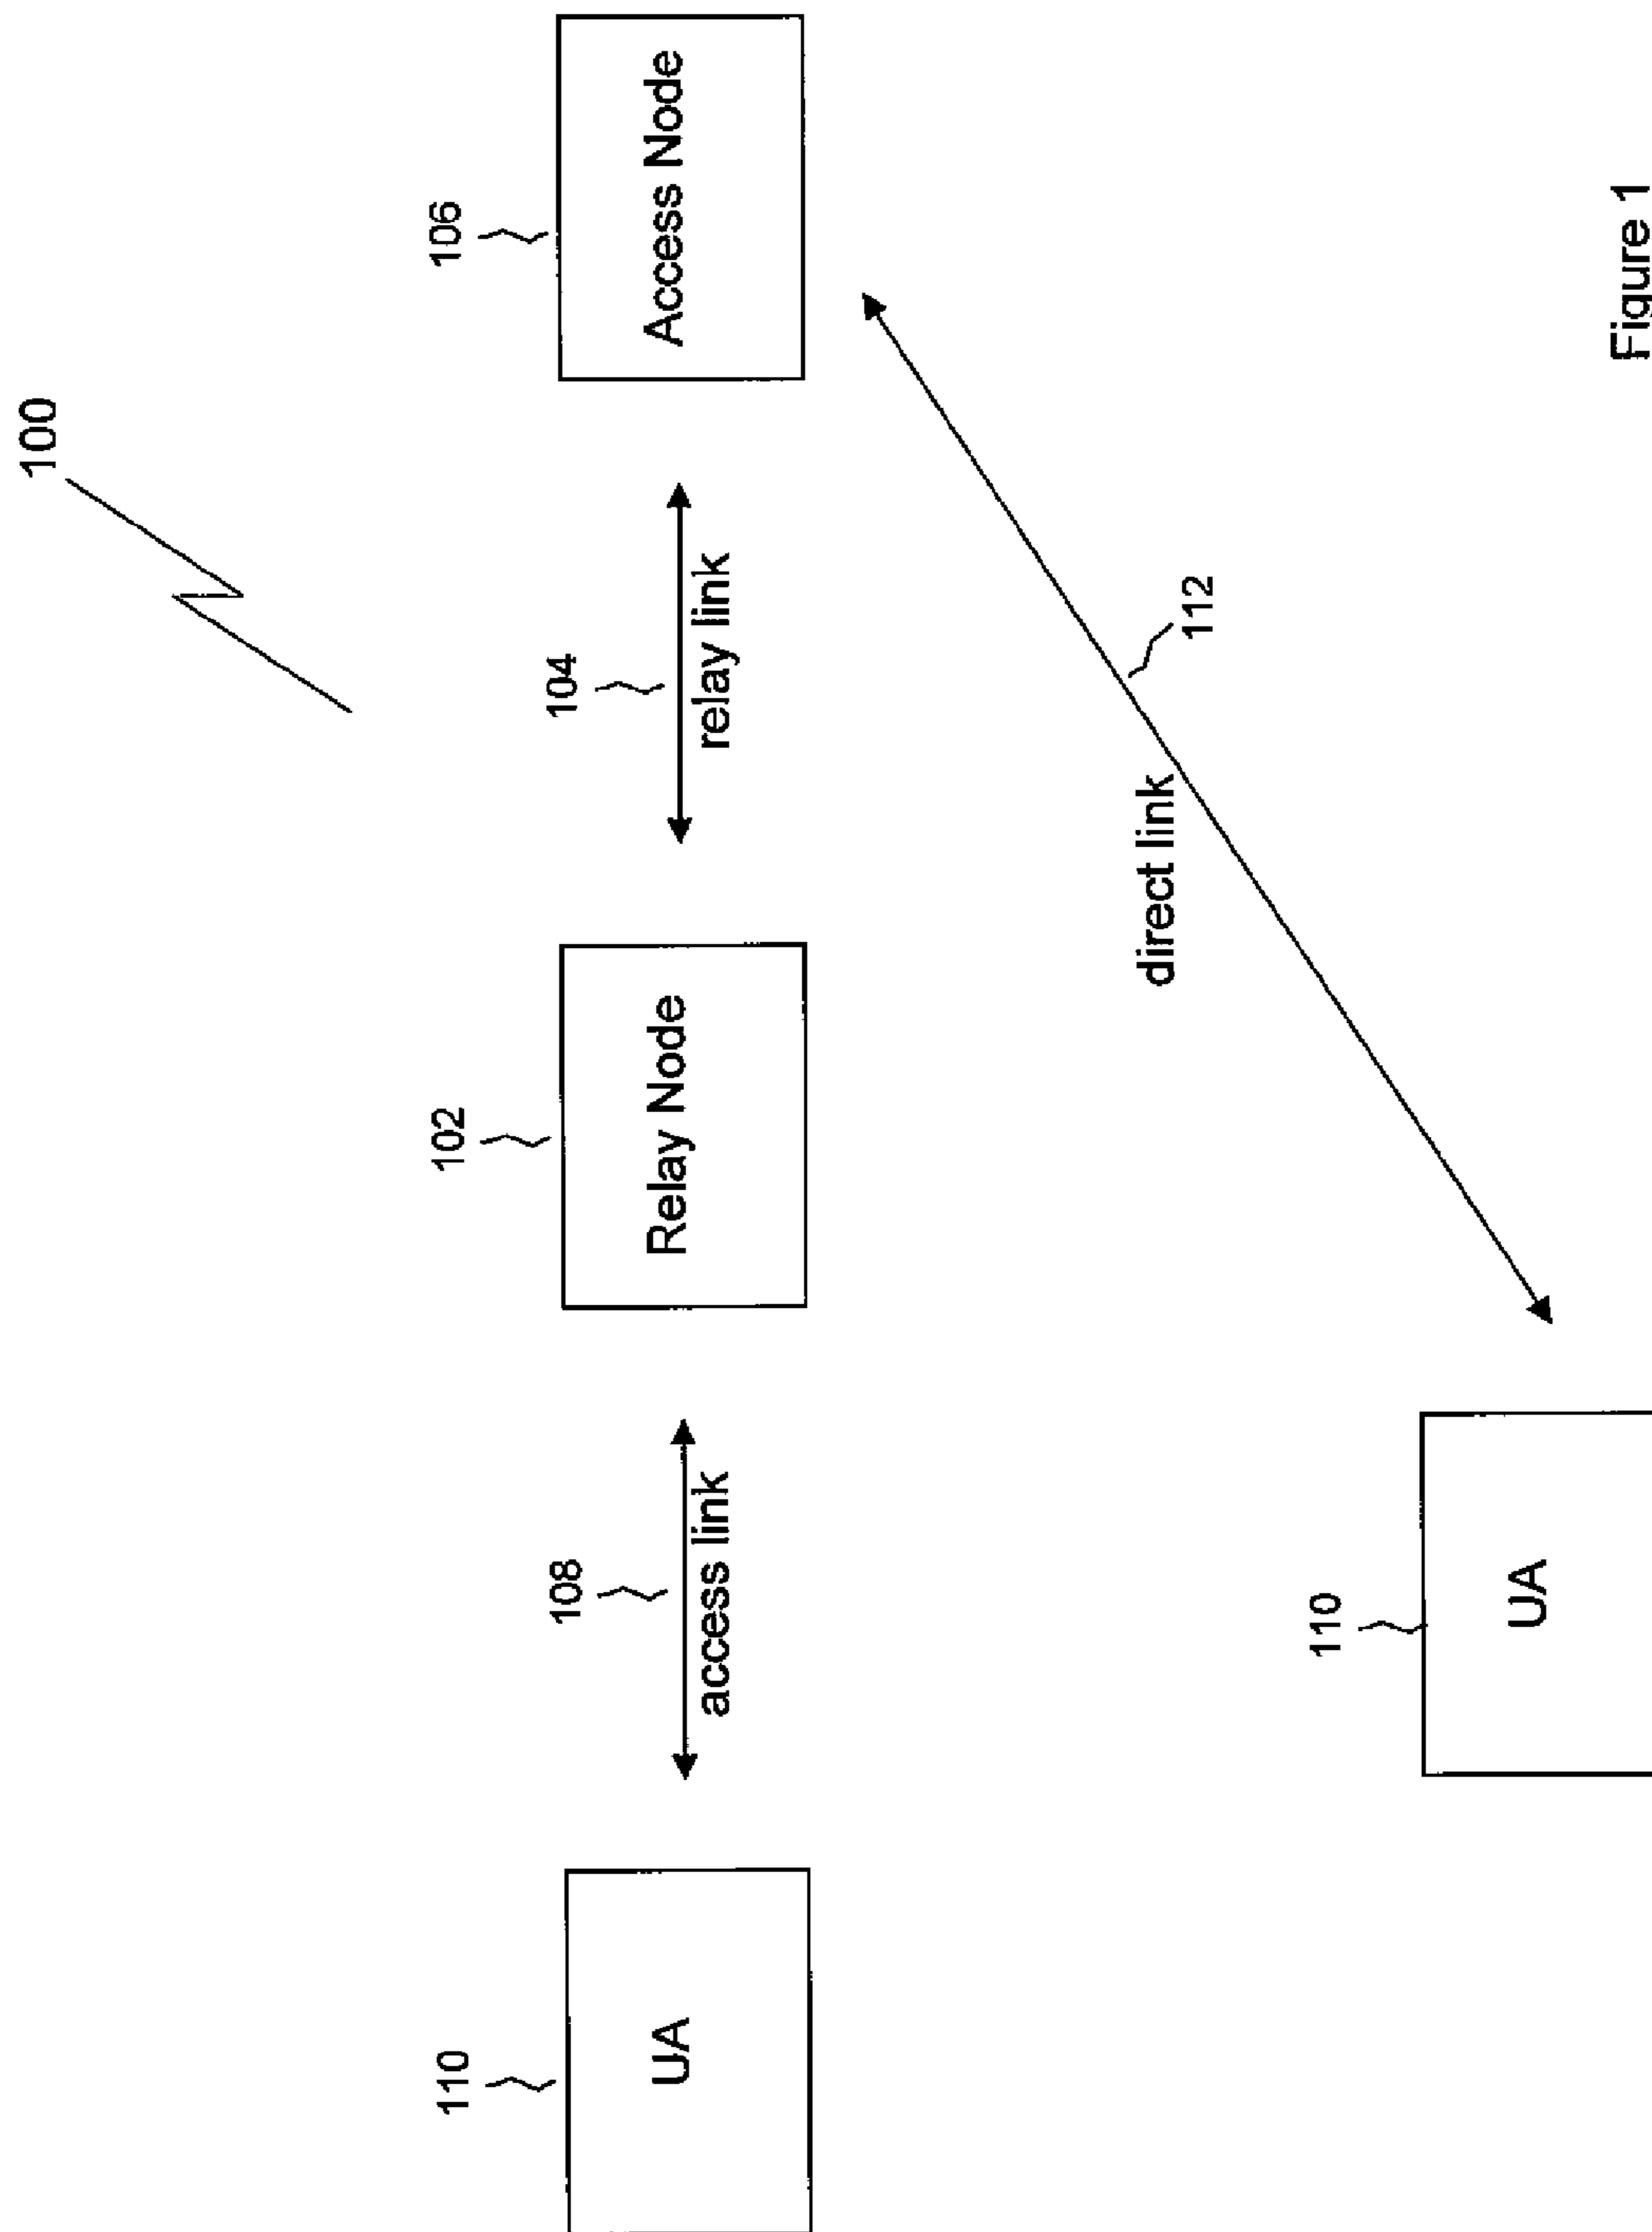 100
110
102
106
UA
Relay Node
Access Node
108
104
access link
relay link
direct link
112
110
UA
Figure 1